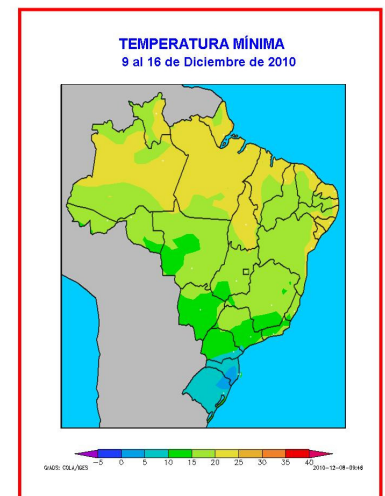 TEMPERATURA MÍNIMA
9 al 16 de Diciembre de 2010
-5 0 5 10 15 20 25 30 35 40
GrADS: COLA/IGES
2010-12-08-09:46